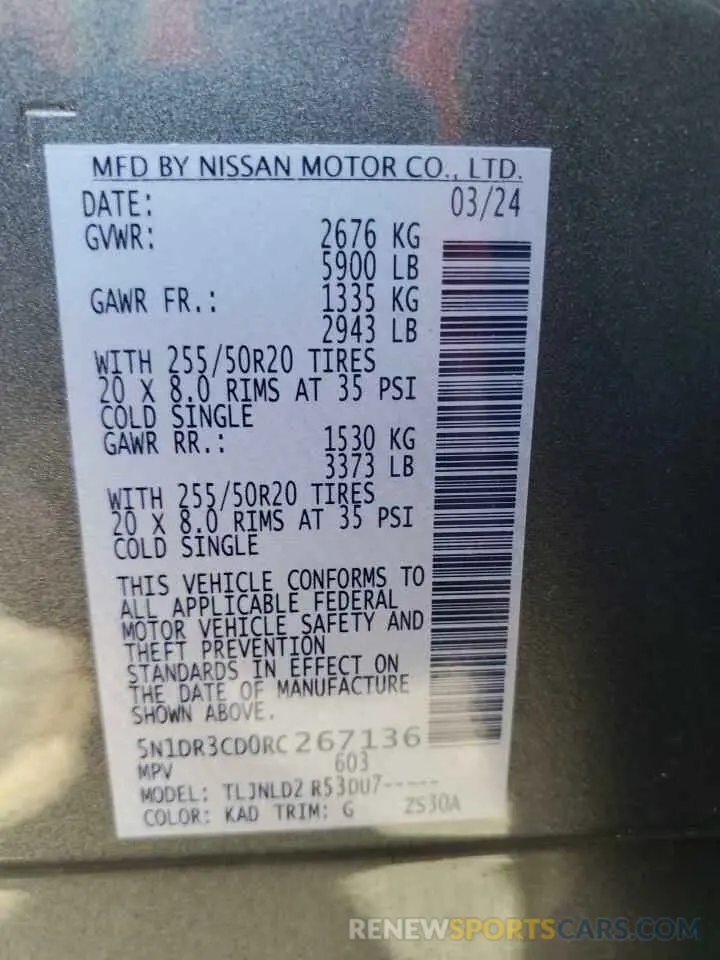 MFD BY NISSAN MOTOR CO., LTD.
DATE: 03/24
GVWR: 2676 KG
5900 LB
GAWR FR.: 1335 KG
2943 LB
WITH 255/50R20 TIRES
20 X 8.0 RIMS AT 35 PSI
COLD SINGLE
GAWR RR.: 1530 KG
3373 LB
WITH 255/50R20 TIRES
20 X 8.0 RIMS AT 35 PSI
COLD SINGLE
THIS VEHICLE CONFORMS TO
ALL APPLICABLE FEDERAL
MOTOR VEHICLE SAFETY AND
THEFT PREVENTION
STANDARDS IN EFFECT ON
THE DATE OF MANUFACTURE
SHOWN ABOVE.
5N1DR3CD0RC267136
MPV 603
MODEL: TLJNLD2 R53DU7-----
COLOR: KAD TRIM: G ZS30A
RENEWSPORTSCARS.COM